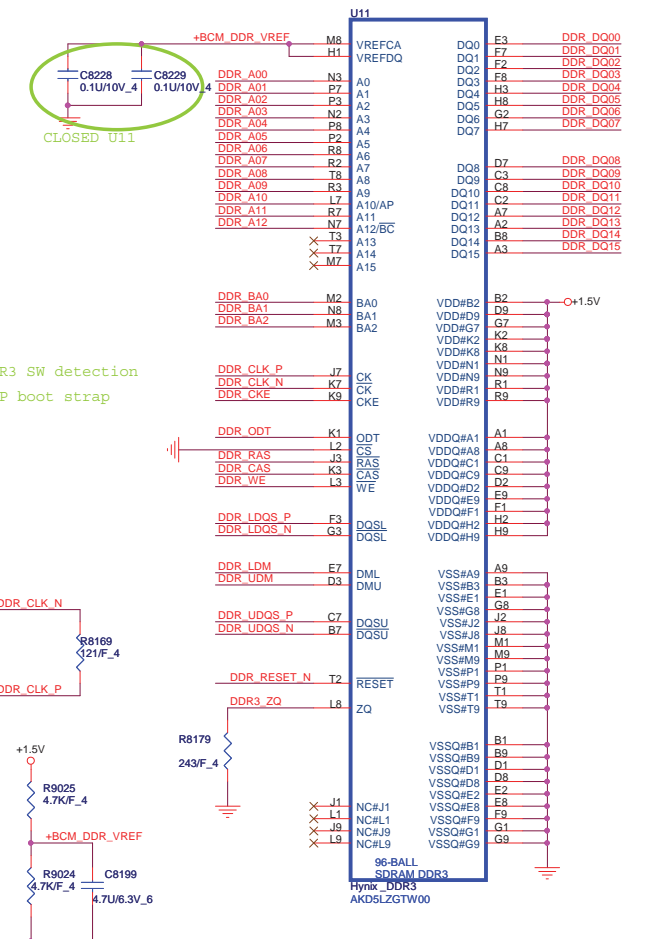 U11
+BCM_DDR_VREF M8 VREFCA DQ0 E3 DDR_DQ00
H1 VREFDQ DQ1 F7 DDR_DQ01
DQ2 F2 DDR_DQ02
C8228 C8229
0.1U/10V_4 0.1U/10V_4
CLOSED U11
DDR_A00 N3 A0 DQ3 F8 DDR_DQ03
DDR_A01 P7 A1 DQ4 H3 DDR_DQ04
DDR_A02 P3 A2 DQ5 H8 DDR_DQ05
DDR_A03 N2 A3 DQ6 G2 DDR_DQ06
DDR_A04 P8 A4 DQ7 H7 DDR_DQ07
DDR_A05 P2 A5
DDR_A06 R8 A6
DDR_A07 R2 A7 DQ8 D7 DDR_DQ08
DDR_A08 T8 A8 DQ9 C3 DDR_DQ09
DDR_A09 R3 A9 DQ10 C8 DDR_DQ10
DDR_A10 L7 A10/AP DQ11 C2 DDR_DQ11
DDR_A11 R7 A11 DQ12 A7 DDR_DQ12
DDR_A12 N7 A12/BC DQ13 A2 DDR_DQ13
T3 A13 DQ14 B8 DDR_DQ14
T7 A14 DQ15 A3 DDR_DQ15
M7 A15
DDR_BA0 M2 BA0 VDD#B2 B2 +1.5V
DDR_BA1 N8 BA1 VDD#D9 D9
DDR_BA2 M3 BA2 VDD#G7 G7
VDD#K2 K2
VDD#K8 K8
VDD#N1 N1
R3 SW detection
P boot strap
DDR_CLK_P J7 CK VDD#N9 N9
DDR_CLK_N K7 CK VDD#R1 R1
DDR_CKE K9 CKE VDD#R9 R9
DDR_ODT K1 ODT VDDQ#A1 A1
L2 CS VDDQ#A8 A8
DDR_RAS J3 RAS VDDQ#C1 C1
DDR_CAS K3 CAS VDDQ#C9 C9
DDR_WE L3 WE VDDQ#D2 D2
VDDQ#E9 E9
VDDQ#F1 F1
DDR_LDQS_P F3 DQSL VDDQ#H2 H2
DDR_LDQS_N G3 DQSL VDDQ#H9 H9
DDR_LDM E7 DML VSS#A9 A9
DDR_UDM D3 DMU VSS#B3 B3
VSS#E1 E1
VSS#G8 G8
DDR_UDQS_P C7 DQSU VSS#J2 J2
DDR_UDQS_N B7 DQSU VSS#J8 J8
VSS#M1 M1
VSS#M9 M9
VSS#P1 P1
DDR_RESET_N T2 RESET VSS#P9 P9
VSS#T1 T1
DDR3_ZQ L8 ZQ VSS#T9 T9
DDR_CLK_N
R8169
121/F_4
DDR_CLK_P
R8179
243/F_4
VSSQ#B1 B1
VSSQ#B9 B9
VSSQ#D1 D1
VSSQ#D8 D8
VSSQ#E2 E2
J1 NC#J1 VSSQ#E8 E8
L1 NC#L1 VSSQ#F9 F9
J9 NC#J9 VSSQ#G1 G1
L9 NC#L9 VSSQ#G9 G9
96-BALL
SDRAM DDR3
Hynix _DDR3
AKD5LZGTW00
+1.5V
R9025
4.7K/F_4
+BCM_DDR_VREF
R9024 C8199
4.7K/F_4
4.7U/6.3V_6